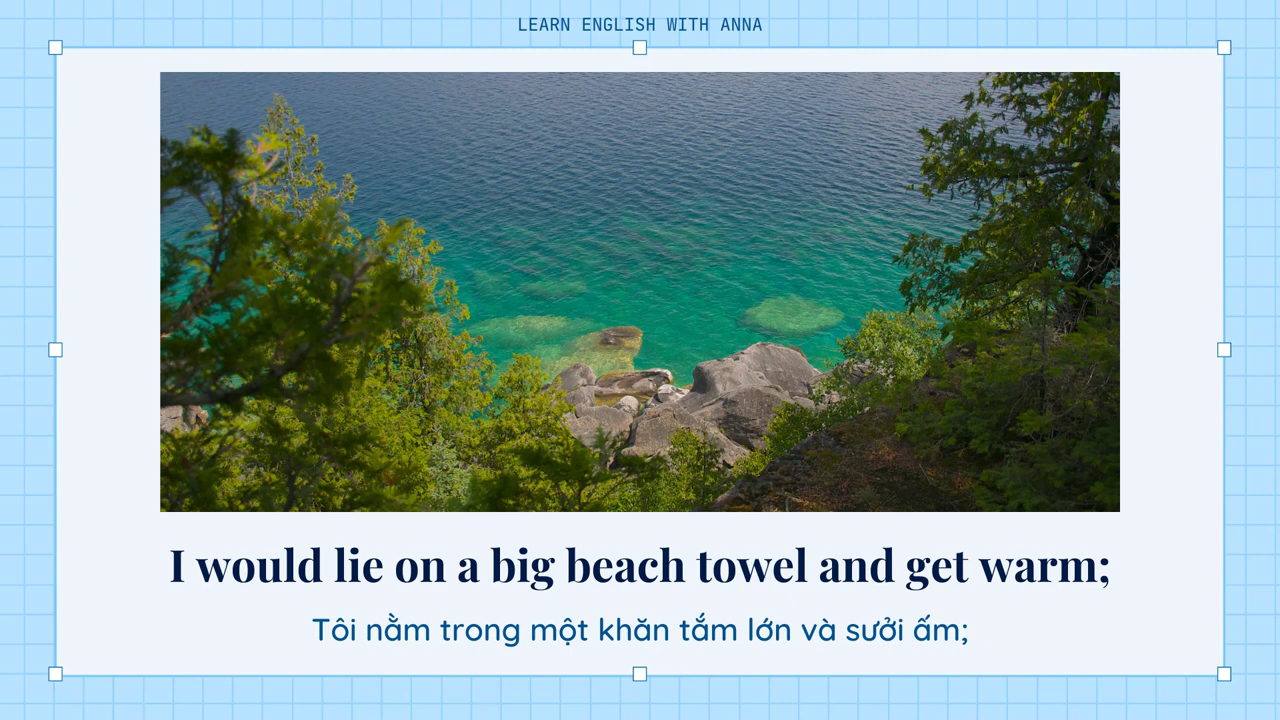 LEARN ENGLISH WITH ANNA
I would lie on a big beach towel and get warm;
Tôi nằm trong một khăn tắm lớn và sưởi ấm;